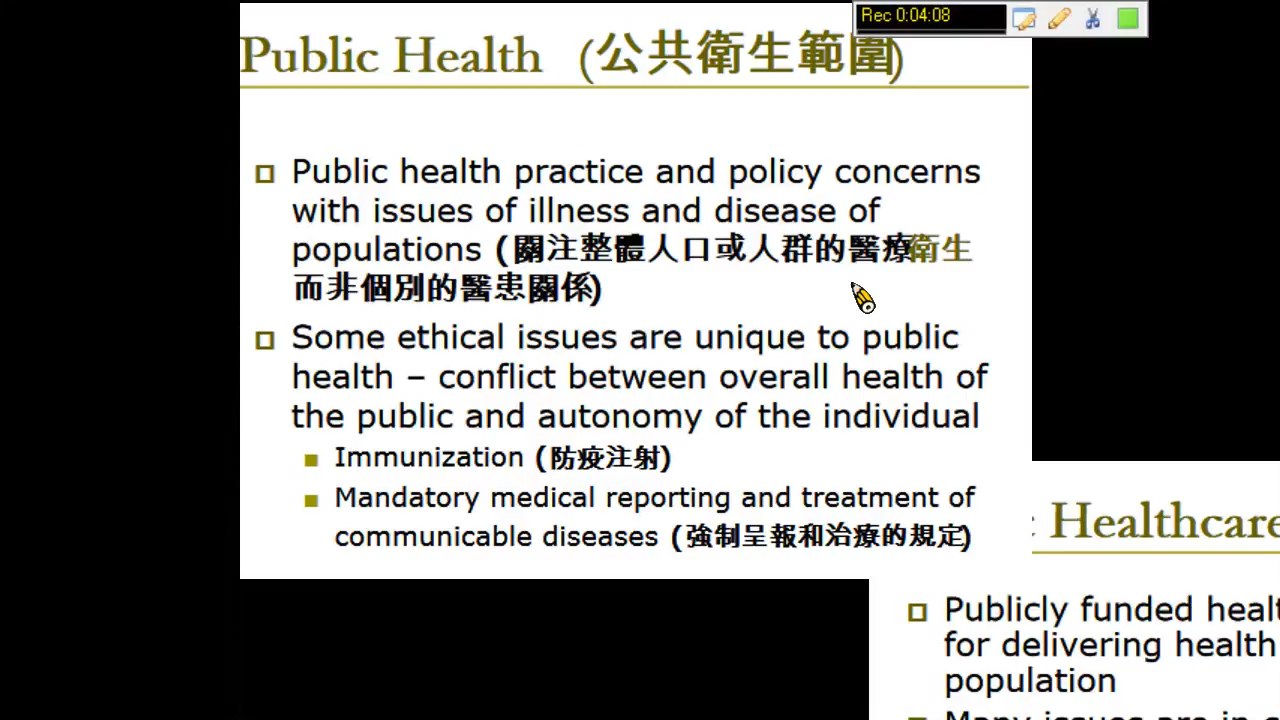 Rec 0:04:08
Public Health (公共衛生範圍)
Public health practice and policy concerns
with issues of illness and disease of
populations (關注整體人口或人群的醫療衛生
而非個別的醫患關係)
Some ethical issues are unique to public
health – conflict between overall health of
the public and autonomy of the individual
Immunization (防疫注射)
Mandatory medical reporting and treatment of
communicable diseases (強制呈報和治療的規定)
Healthcare
Publicly funded healt
for delivering health
population
Many issues are in